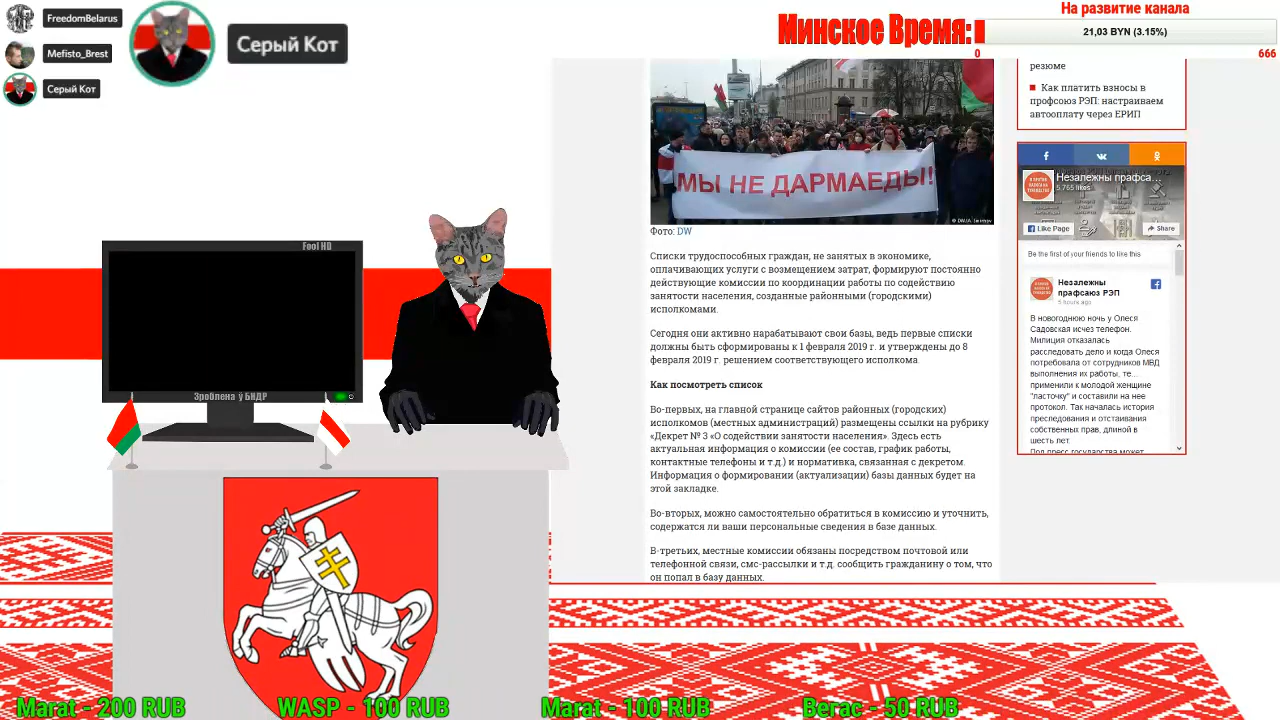 FreedomBelarus
Mefisto_Brest
Серый Кот
Серый Кот
Минское Время:
На развитие канала
21,03 BYN (3.15%)
0
666
МЫ НЕ ДАРМАЕДЫ!
Фото: DW
Списки трудоспособных граждан, не занятых в экономике,
оплачивающих услуги с возмещением затрат, формируют постоянно
действующие комиссии по координации работы по содействию
занятости населения, созданные районными (городскими)
исполкомами.
Сегодня они активно нарабатывают свои базы, ведь первые списки
должны быть сформированы к 1 февраля 2019 г. и утверждены до 8
февраля 2019 г. решением соответствующего исполкома.
Как посмотреть список
Во-первых, на главной странице сайтов районных (городских)
исполкомов (местных администраций) размещены ссылки на рубрику
«Декрет № 3 «О содействии занятости населения». Здесь есть
актуальная информация о комиссии (ее состав, график работы,
контактные телефоны и т.д.) и нормативка, связанная с декретом.
Информация о формировании (актуализации) базы данных будет на
этой закладке.
Во-вторых, можно самостоятельно обратиться в комиссию и уточнить,
содержатся ли ваши персональные сведения в базе данных.
В-третьих, местные комиссии обязаны посредством почтовой или
телефонной связи, смс-рассылки и т.д. сообщить гражданину о том, что
он попал в базу данных.
резюме
Как платить взносы в
профсоюз РЭП: настраиваем
автооплату через ЕРИП
Незалежны прафса...
5.765 likes
Like Page
Share
Be the first of your friends to like this
Незалежны
прафсаюз РЭП
5 hours ago
В новогоднюю ночь у Олеся
Садовская исчез телефон.
Милиция отказалась
расследовать дело и когда Олеся
потребовала от сотрудников МВД
выполнения их работы, те...
применили к молодой женщине
"ласточку" и составили на нее
протокол. Так началась история
преследования и отстаивания
собственных прав, длиной в
шесть лет.
Под пресс государства может
Fool HD
Зроблена ў БНДР
Marat - 200 RUB
WASP - 100 RUB
Marat - 100 RUB
Вегас - 50 RUB